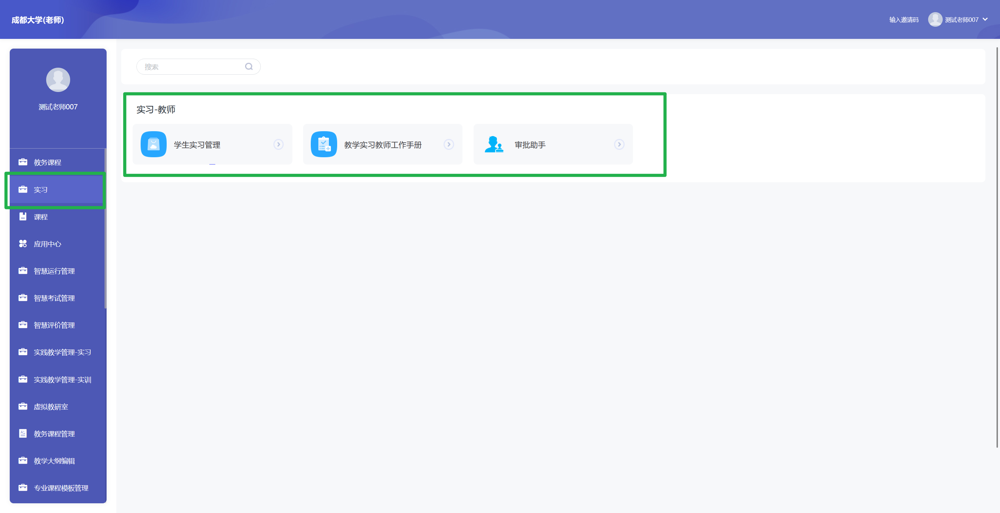 成都大学(老师)
输入邀请码
测试老师007
测试老师007
教务课程
实习
课程
应用中心
智慧运行管理
智慧考试管理
智慧评价管理
实践教学管理-实习
实践教学管理-实训
虚拟教研室
教务课程管理
教学大纲编辑
专业课程模板管理
搜索
实习-教师
学生实习管理
教学实习教师工作手册
审批助手